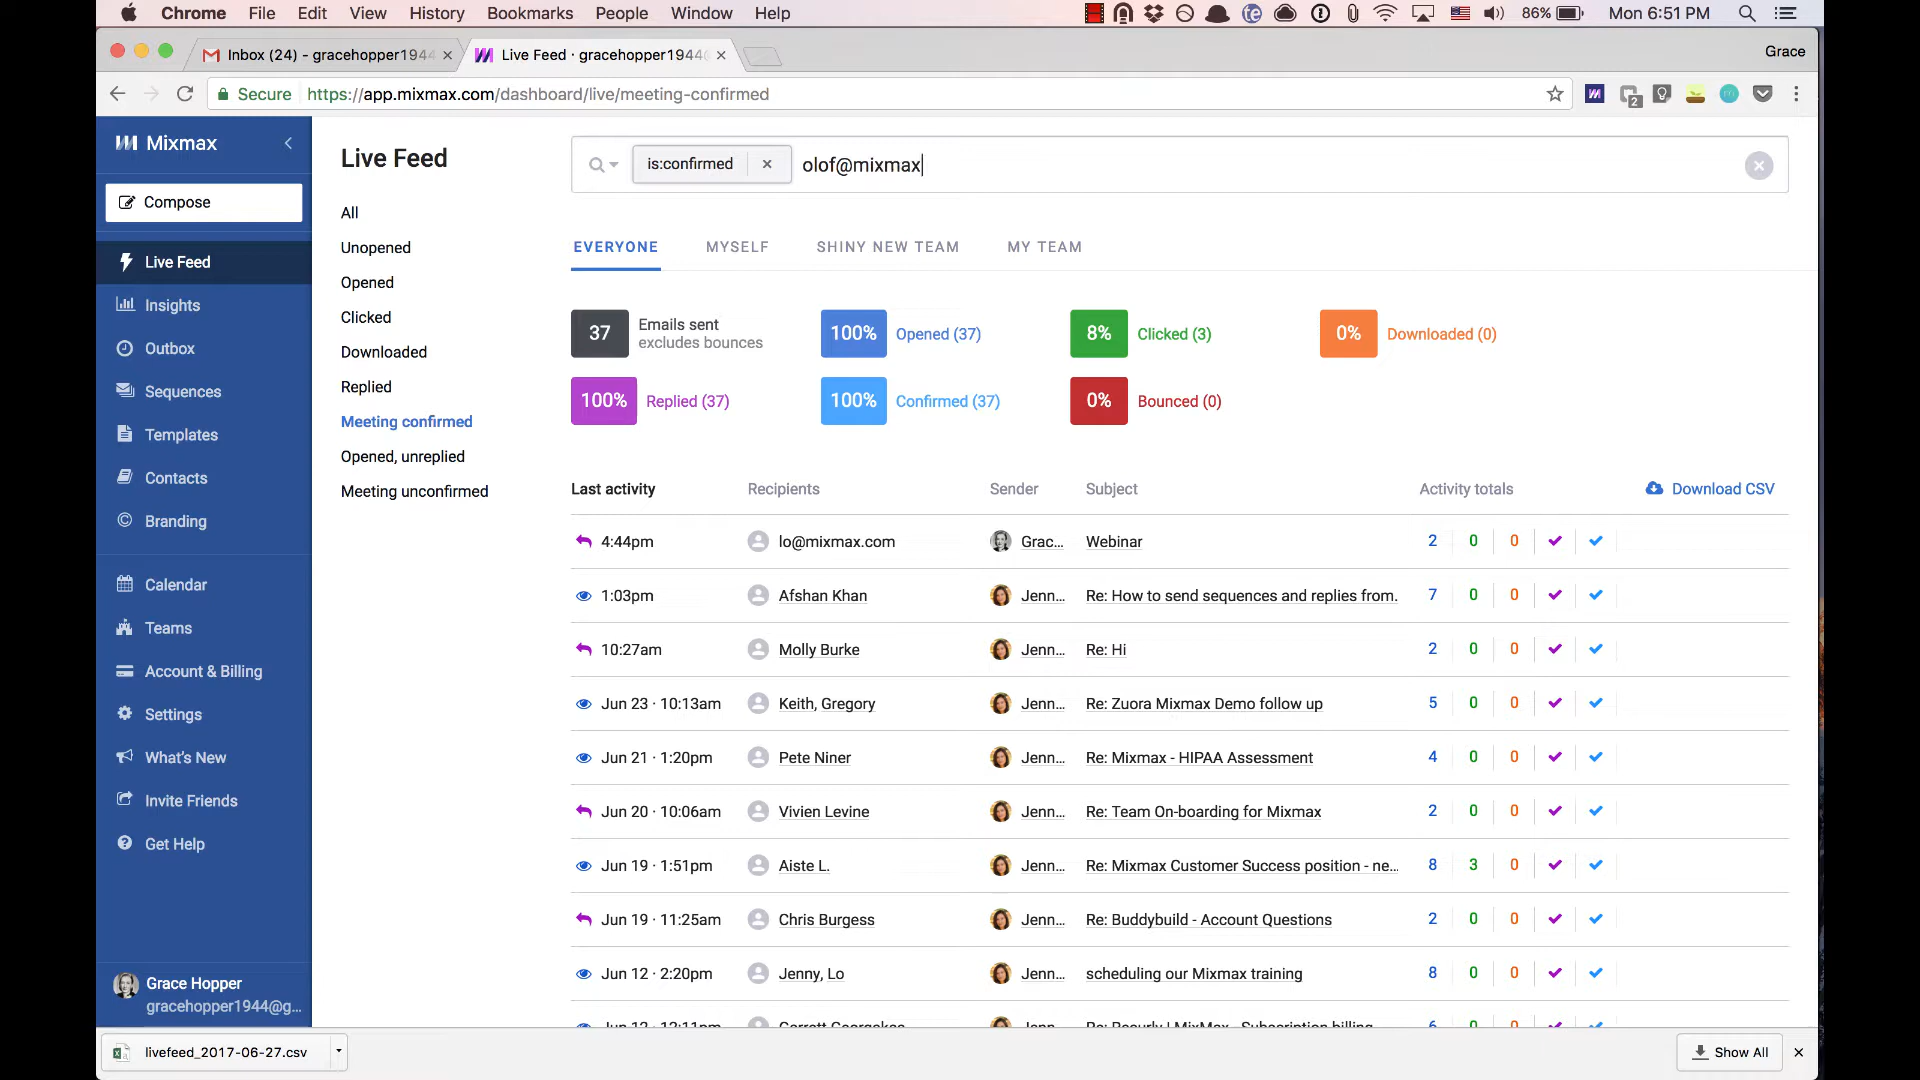 Chrome File Edit View History Bookmarks People Window Help 86% Mon 6:51 PM
Inbox (24) - gracehopper1944 Live Feed · gracehopper1944@ Grace
Secure https://app.mixmax.com/dashboard/live/meeting-confirmed 2
Mixmax
Compose
Live Feed
Insights
Outbox
Sequences
Templates
Contacts
Branding
Calendar
Teams
Account & Billing
Settings
What's New
Invite Friends
Get Help
Grace Hopper
gracehopper1944@g...
Live Feed
All
Unopened
Opened
Clicked
Downloaded
Replied
Meeting confirmed
Opened, unreplied
Meeting unconfirmed
is:confirmed olof@mixmax
EVERYONE MYSELF SHINY NEW TEAM MY TEAM
37 Emails sent excludes bounces 100% Opened (37) 8% Clicked (3) 0% Downloaded (0)
100% Replied (37) 100% Confirmed (37) 0% Bounced (0)
Last activity Recipients Sender Subject Activity totals Download CSV
4:44pm lo@mixmax.com Grac... Webinar 2 0 0
1:03pm Afshan Khan Jenn... Re: How to send sequences and replies from. 7 0 0
10:27am Molly Burke Jenn... Re: Hi 2 0 0
Jun 23 · 10:13am Keith, Gregory Jenn... Re: Zuora Mixmax Demo follow up 5 0 0
Jun 21 · 1:20pm Pete Niner Jenn... Re: Mixmax - HIPAA Assessment 4 0 0
Jun 20 · 10:06am Vivien Levine Jenn... Re: Team On-boarding for Mixmax 2 0 0
Jun 19 · 1:51pm Aiste L. Jenn... Re: Mixmax Customer Success position - ne... 8 3 0
Jun 19 · 11:25am Chris Burgess Jenn... Re: Buddybuild - Account Questions 2 0 0
Jun 12 · 2:20pm Jenny, Lo Jenn... scheduling our Mixmax training 8 0 0
livefeed_2017-06-27.csv Show All